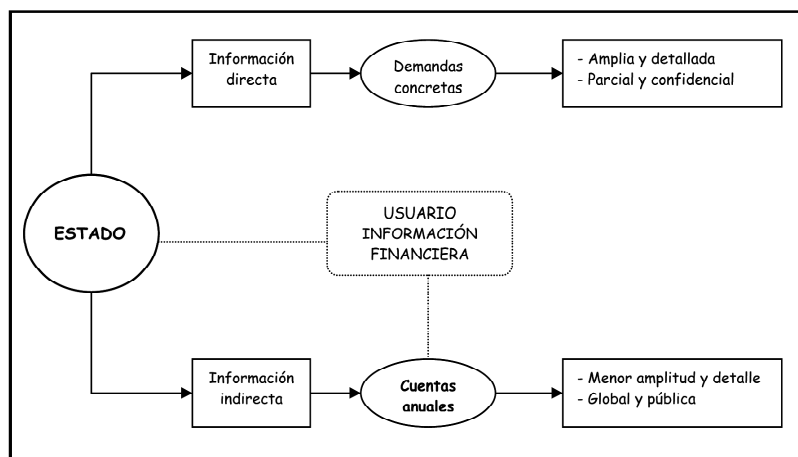 Información
directa
Demandas
concretas
- Amplia y detallada
- Parcial y confidencial
ESTADO
USUARIO
INFORMACIÓN
FINANCIERA
Información
indirecta
Cuentas
anuales
- Menor amplitud y detalle
- Global y pública